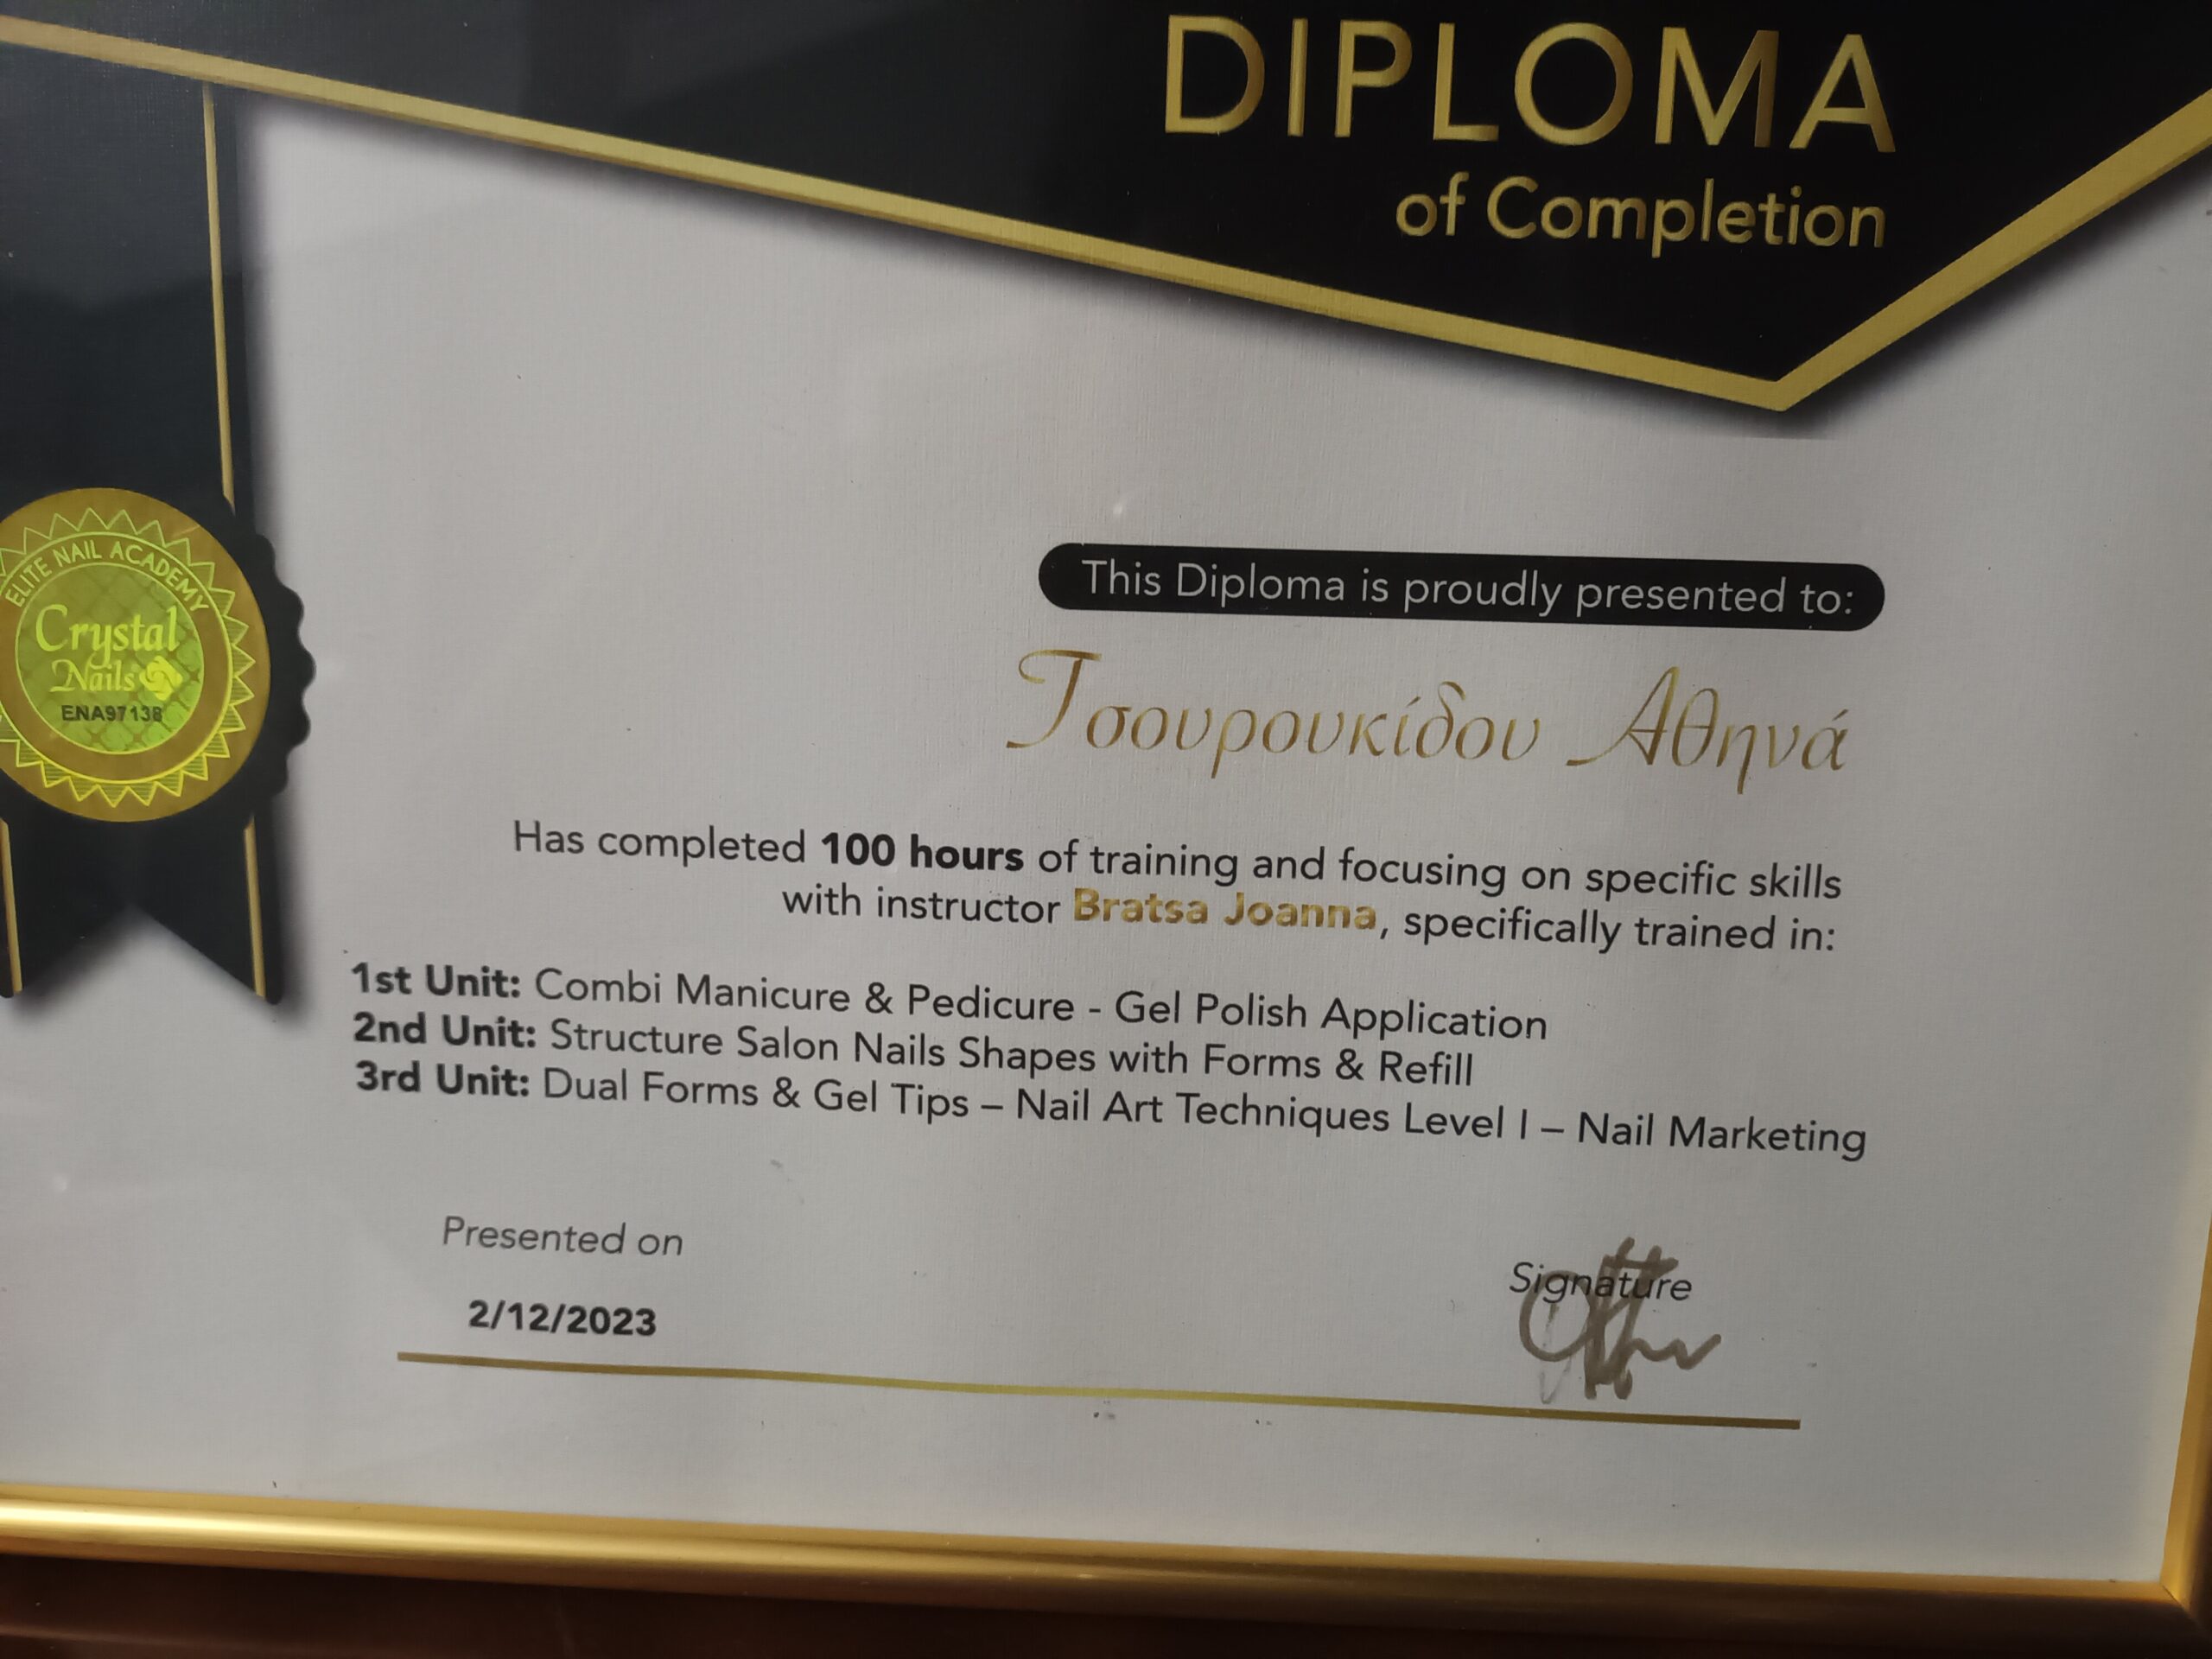 DIPLOMA
of Completion
ELITE NAIL ACADEMY
Crystal
Nails
ENA97138
This Diploma is proudly presented to:
Τσουρουκίδου Αθηνά
Has completed 100 hours of training and focusing on specific skills
with instructor Bratsa Joanna, specifically trained in:
1st Unit: Combi Manicure & Pedicure - Gel Polish Application
2nd Unit: Structure Salon Nails Shapes with Forms & Refill
3rd Unit: Dual Forms & Gel Tips – Nail Art Techniques Level I – Nail Marketing
Presented on
2/12/2023
Signature